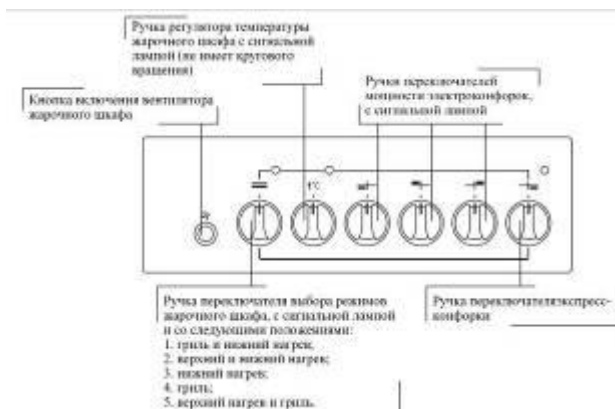 Ручка регулятора температуры
жарочного шкафа с сигнальной
лампой (не имеет кругового
вращения)
Ручки переключателей
мощности электроконфорок,
с сигнальной лампой
Кнопка включения вентилятора
жарочного шкафа
t°C
Ручка переключателя выбора режимов
жарочного шкафа, с сигнальной лампой
и со следующими положениями:
1. гриль и нижний нагрев;
2. верхний и нижний нагрев;
3. нижний нагрев;
4. гриль;
5. верхний нагрев и гриль.
Ручка переключателяэкспресс-
конфорки